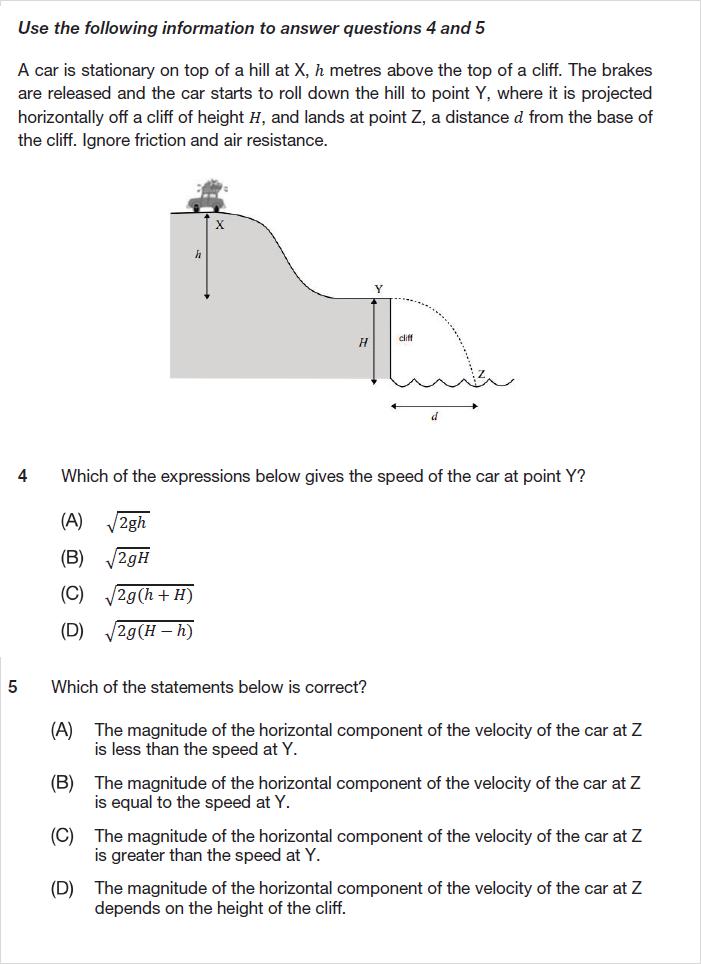 Use the following information to answer questions 4 and 5
A car is stationary on top of a hill at X, h metres above the top of a cliff. The brakes
are released and the car starts to roll down the hill to point Y, where it is projected
horizontally off a cliff of height H, and lands at point Z, a distance d from the base of
the cliff. Ignore friction and air resistance.
X
h
Y
H
cliff
Z
d
4 Which of the expressions below gives the speed of the car at point Y?
(A) √2gh
(B) √2gH
(C) √2g(h + H)
(D) √2g(H − h)
5 Which of the statements below is correct?
(A) The magnitude of the horizontal component of the velocity of the car at Z
is less than the speed at Y.
(B) The magnitude of the horizontal component of the velocity of the car at Z
is equal to the speed at Y.
(C) The magnitude of the horizontal component of the velocity of the car at Z
is greater than the speed at Y.
(D) The magnitude of the horizontal component of the velocity of the car at Z
depends on the height of the cliff.